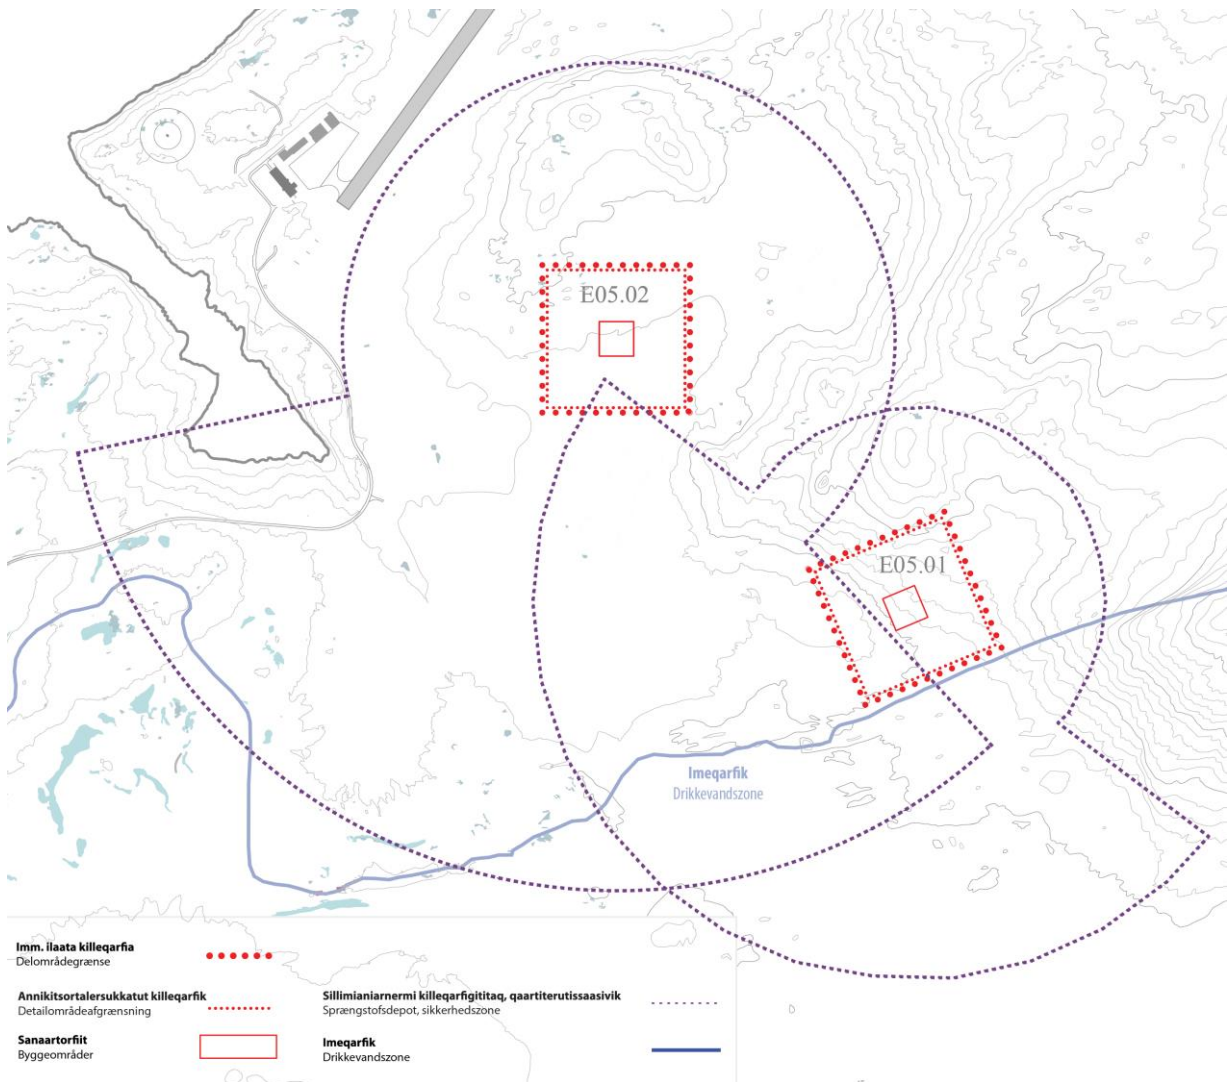 E05.02
E05.01
Imeqarfik
Drikkevandszone
Imm. ilaata killeqarfia
Delområdegrænse
Annikitsortalersukkatut killeqarfik
Detailområdeafgrænsning
Sanaartorfiit
Byggeområder
Sillimaniarnermi killeqarfigititaq, qaartiterutissaasivik
Sprængstofsdepot, sikkerhedszone
Imeqarfik
Drikkevandszone